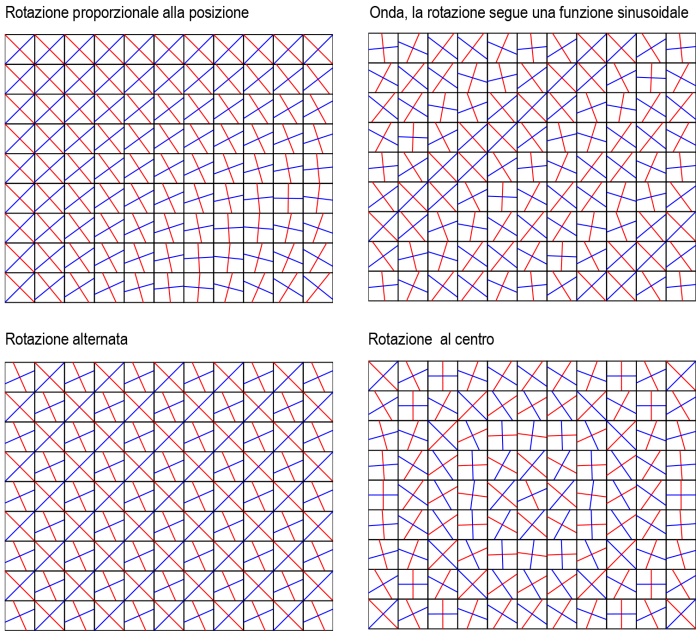 Rotazione proporzionale alla posizione
Onda, la rotazione segue una funzione sinusoidale
Rotazione alternata
Rotazione al centro